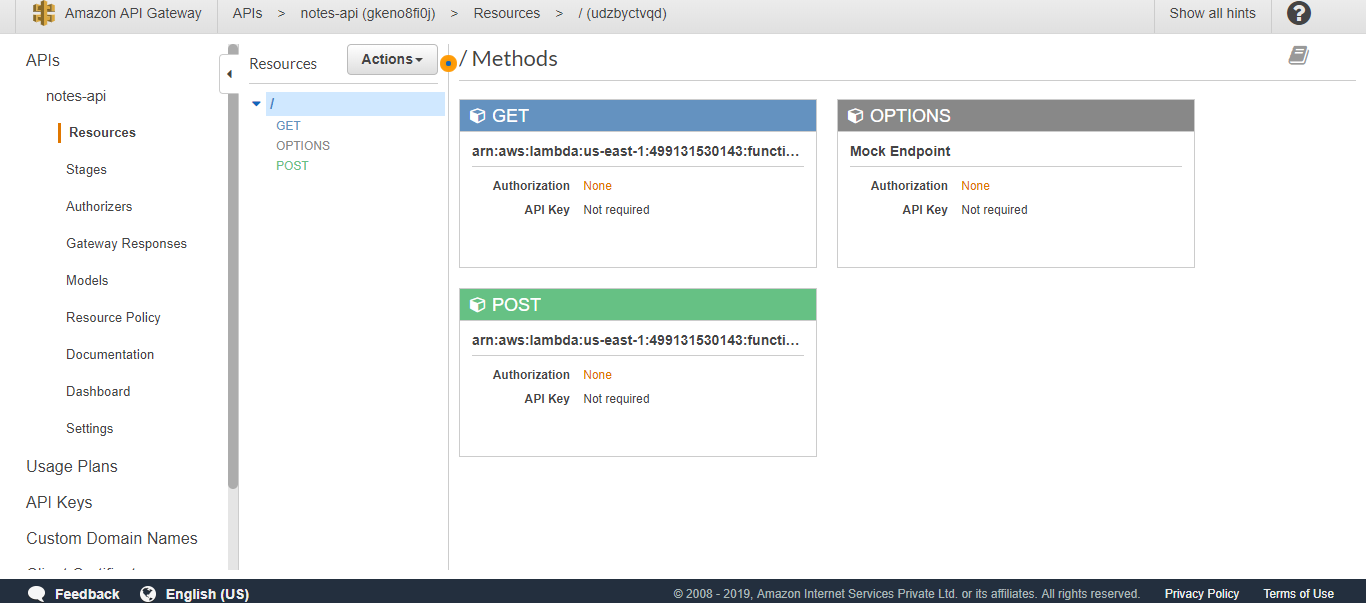 Amazon API Gateway APIs > notes-api (gkeno8fi0j) > Resources > / (udzbyctvqd) Show all hints ?
APIs
notes-api
Resources
Stages
Authorizers
Gateway Responses
Models
Resource Policy
Documentation
Dashboard
Settings
Usage Plans
API Keys
Custom Domain Names
Resources Actions
/
GET
OPTIONS
POST
/ Methods
GET
arn:aws:lambda:us-east-1:499131530143:functi...
Authorization None
API Key Not required
OPTIONS
Mock Endpoint
Authorization None
API Key Not required
POST
arn:aws:lambda:us-east-1:499131530143:functi...
Authorization None
API Key Not required
Feedback English (US) © 2008 - 2019, Amazon Internet Services Private Ltd. or its affiliates. All rights reserved. Privacy Policy Terms of Use